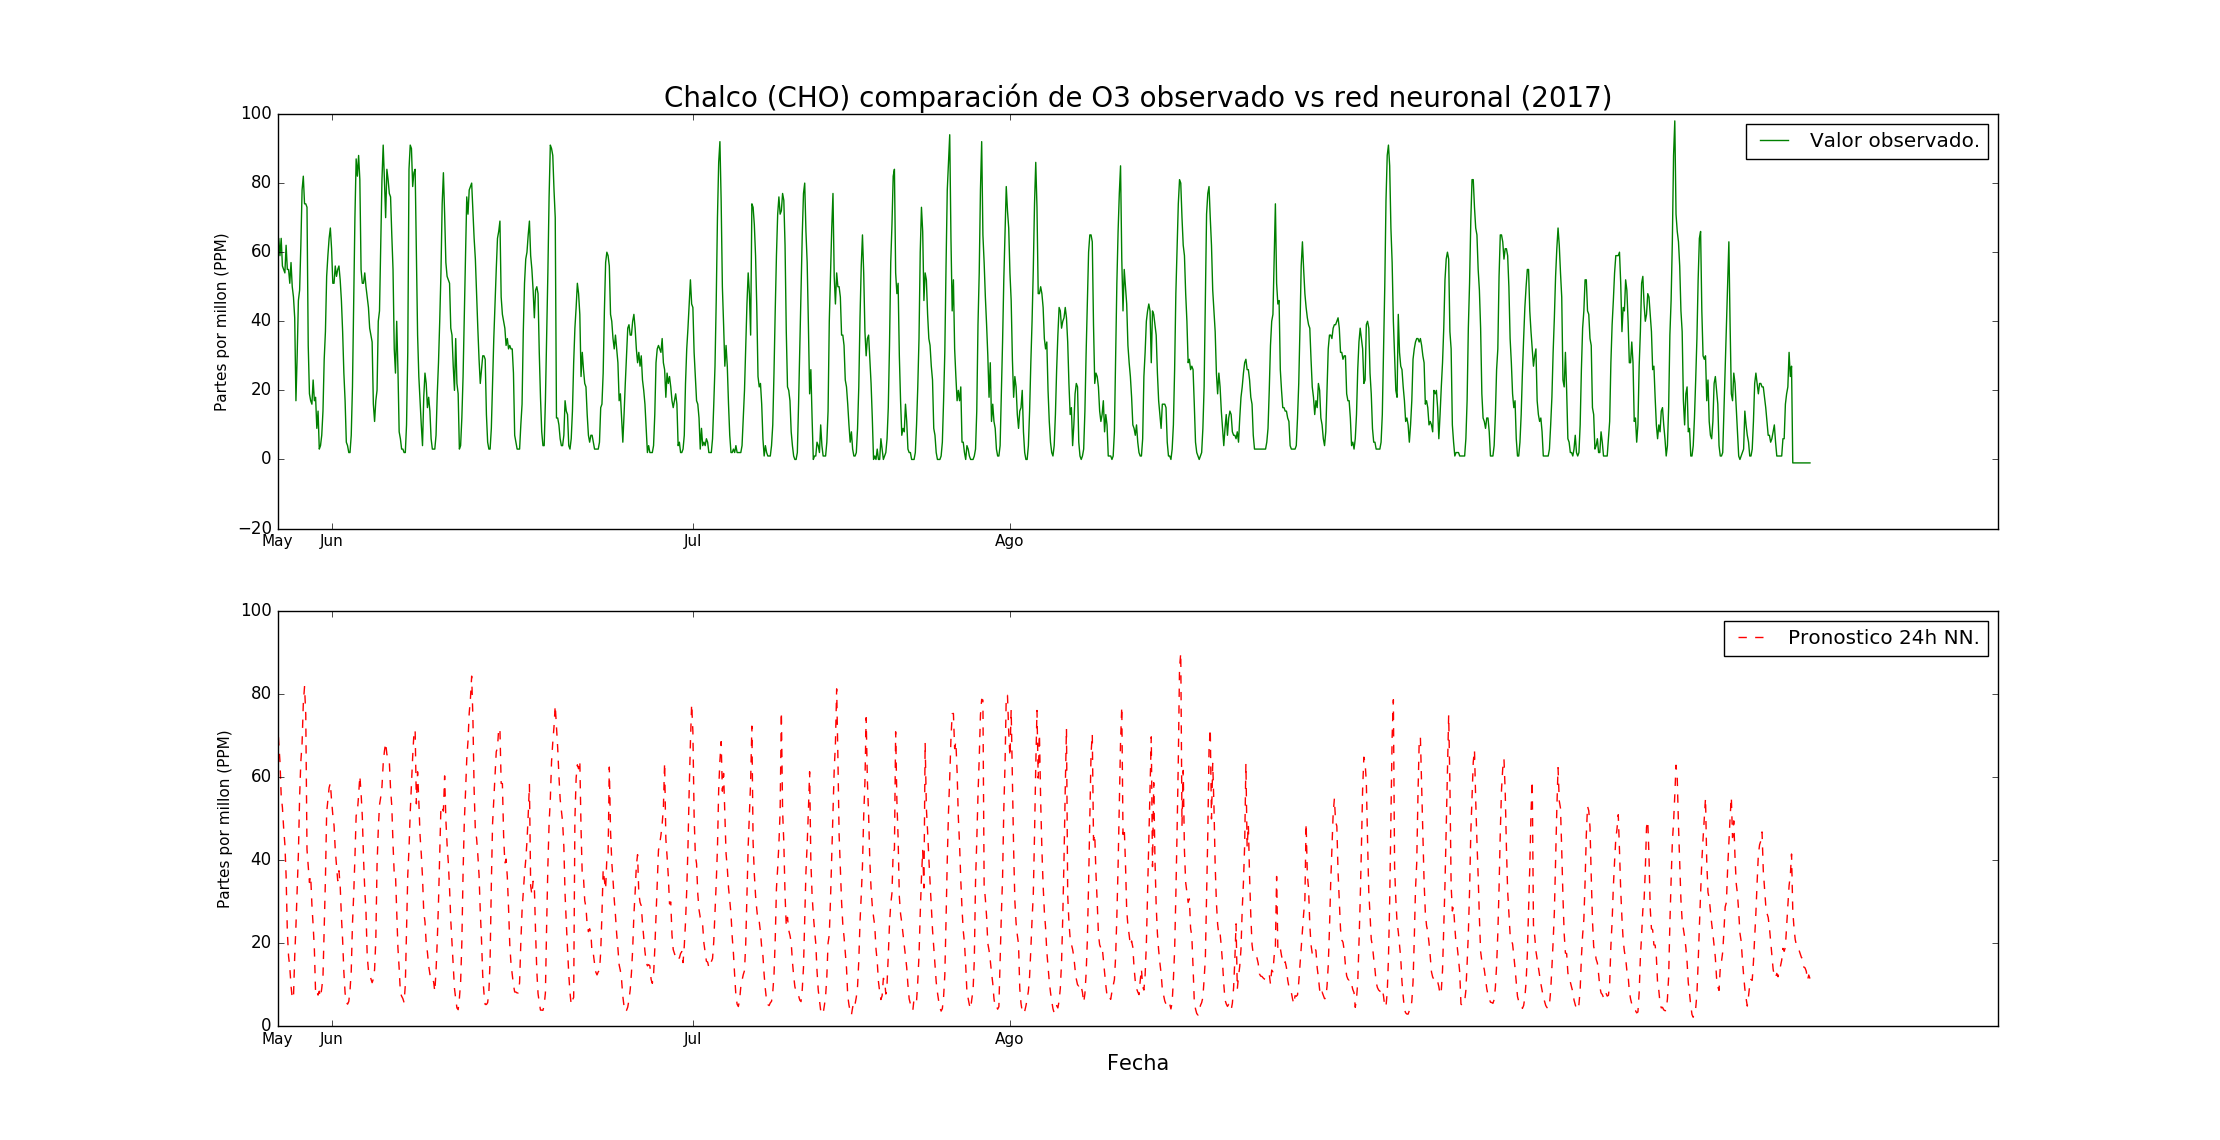 Chalco (CHO) comparación de O3 observado vs red neuronal (2017)
100
80
60
40
20
0
−20
Partes por millon (PPM)
Valor observado.
May Jun Jul Ago
100
80
60
40
20
0
Partes por millon (PPM)
Pronostico 24h NN.
May Jun Jul Ago
Fecha